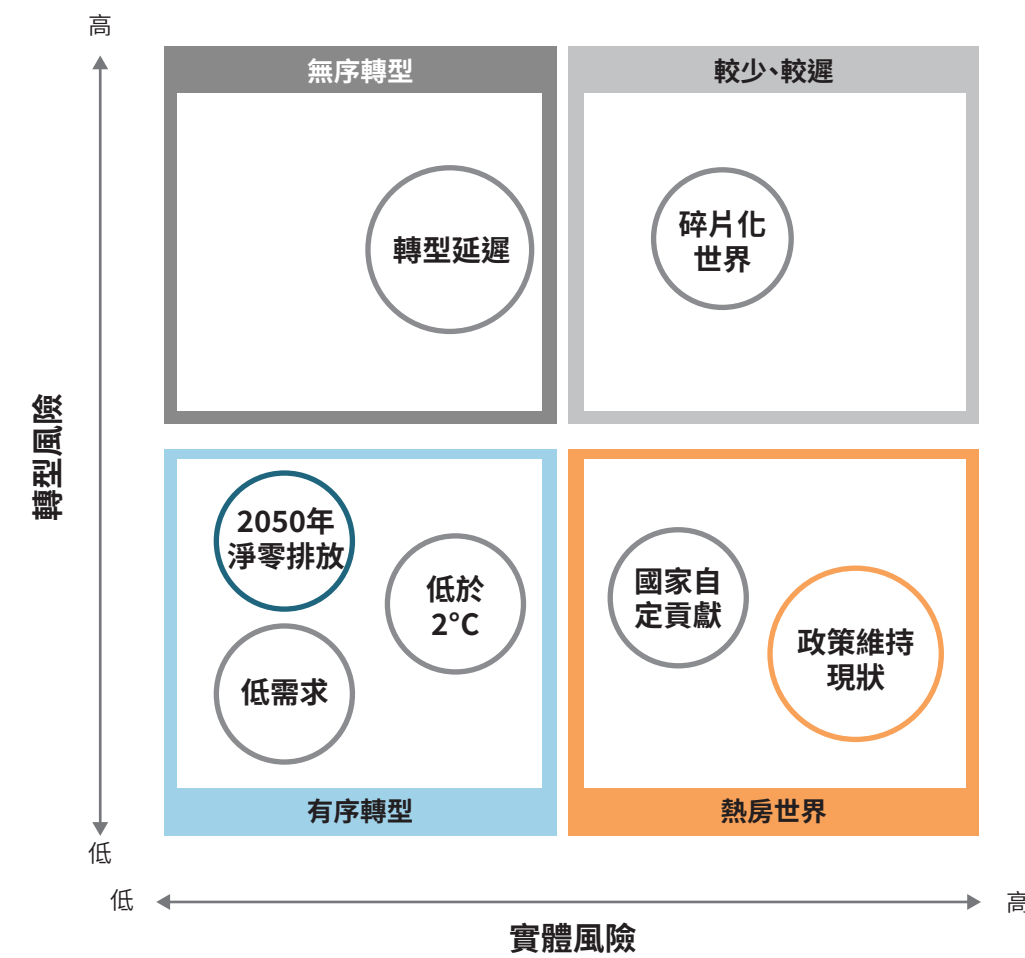 高
無序轉型
較少、較遲
轉型延遲
碎片化
世界
轉型風險
2050年
淨零排放
低於
2°C
低需求
國家自
定貢獻
政策維持
現狀
有序轉型
熱房世界
低
低
高
實體風險